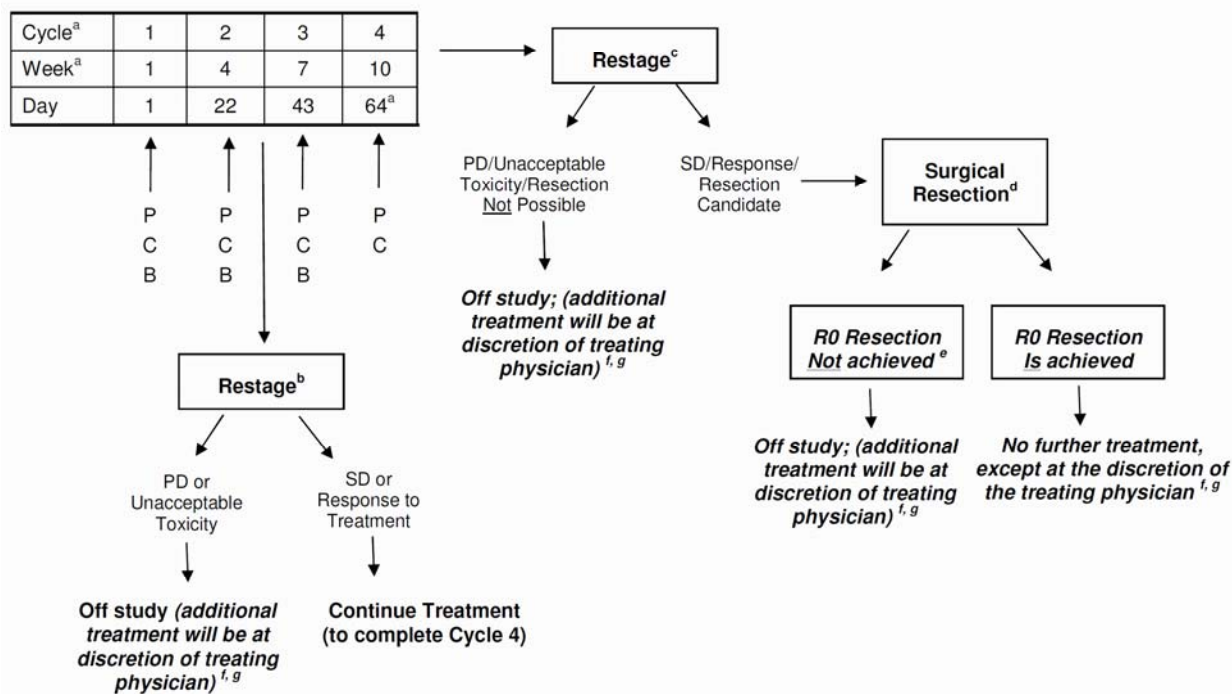 Cycle^a 1 2 3 4
Week^a 1 4 7 10
Day 1 22 43 64^a
P P P P
C C C C
B B B
Restage^b
PD or
Unacceptable
Toxicity
SD or
Response to
Treatment
Off study (additional
treatment will be at
discretion of treating
physician) ^f, g
Continue Treatment
(to complete Cycle 4)
Restage^c
PD/Unacceptable
Toxicity/Resection
Not Possible
SD/Response/
Resection
Candidate
Off study; (additional
treatment will be at
discretion of treating
physician) ^f, g
Surgical
Resection^d
R0 Resection
Not achieved ^e
R0 Resection
Is achieved
Off study; (additional
treatment will be at
discretion of treating
physician) ^f, g
No further treatment,
except at the discretion of
the treating physician ^f, g